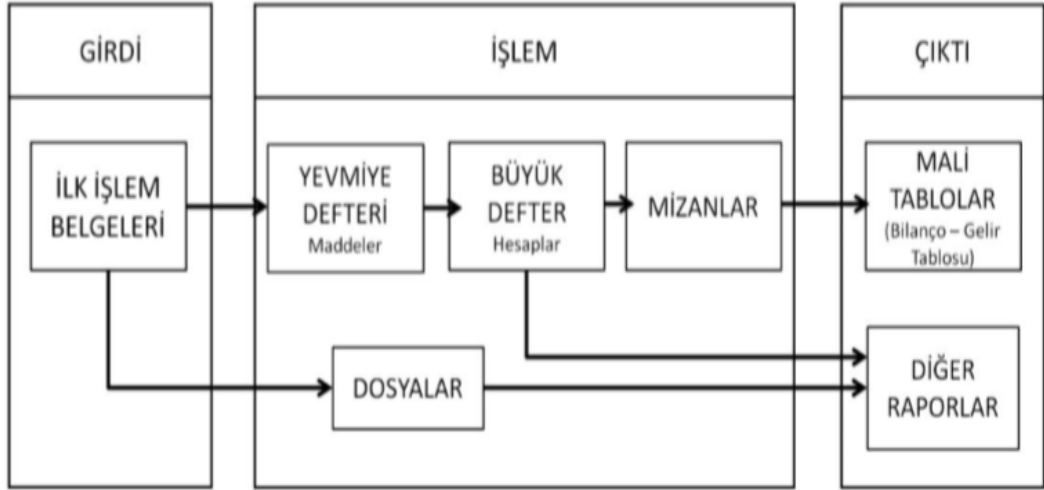 GİRDİ
İŞLEM
ÇIKTI
İLK İŞLEM
BELGELERİ
YEVMİYE
DEFTERİ
Maddeler
BÜYÜK
DEFTER
Hesaplar
MİZANLAR
MALİ
TABLOLAR
(Bilanço – Gelir
Tablosu)
DOSYALAR
DİĞER
RAPORLAR